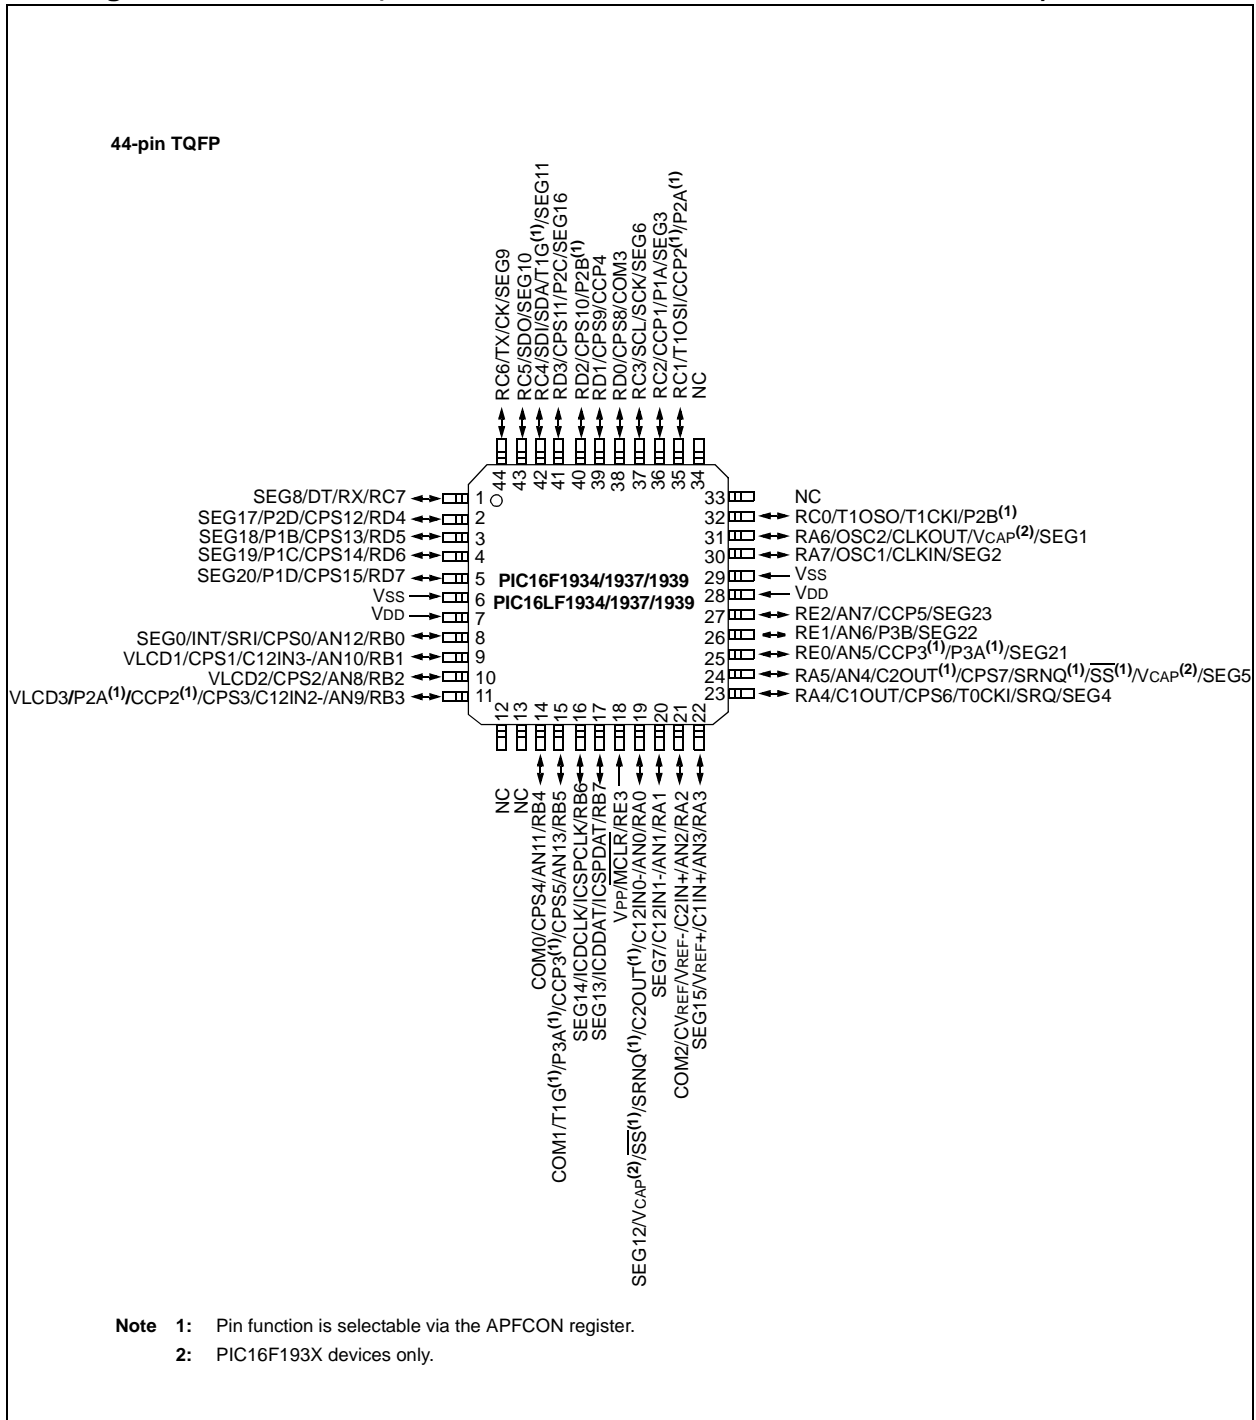 44-pin TQFP
RC6/TX/CK/SEG9
RC5/SDO/SEG10
RC4/SDI/SDA/T1G(1)/SEG11
RD3/CPS11/P2C/SEG16
RD2/CPS10/P2B(1)
RD1/CPS9/CCP4
RD0/CPS8/COM3
RC3/SCL/SCK/SEG6
RC2/CCP1/P1A/SEG3
RC1/T1OSI/CCP2(1)/P2A(1)
NC
44
43
42
41
40
39
38
37
36
35
34
SEG8/DT/RX/RC7 1
SEG17/P2D/CPS12/RD4 2
SEG18/P1B/CPS13/RD5 3
SEG19/P1C/CPS14/RD6 4
SEG20/P1D/CPS15/RD7 5
VSS 6
VDD 7
SEG0/INT/SRI/CPS0/AN12/RB0 8
VLCD1/CPS1/C12IN3-/AN10/RB1 9
VLCD2/CPS2/AN8/RB2 10
VLCD3/P2A(1)/CCP2(1)/CPS3/C12IN2-/AN9/RB3 11
PIC16F1934/1937/1939
PIC16LF1934/1937/1939
33 NC
32 RC0/T1OSO/T1CKI/P2B(1)
31 RA6/OSC2/CLKOUT/VCAP(2)/SEG1
30 RA7/OSC1/CLKIN/SEG2
29 VSS
28 VDD
27 RE2/AN7/CCP5/SEG23
26 RE1/AN6/P3B/SEG22
25 RE0/AN5/CCP3(1)/P3A(1)/SEG21
24 RA5/AN4/C2OUT(1)/CPS7/SRNQ(1)/SS(1)/VCAP(2)/SEG5
23 RA4/C1OUT/CPS6/T0CKI/SRQ/SEG4
12
13
14
15
16
17
18
19
20
21
22
NC
NC
COM0/CPS4/AN11/RB4
COM1/T1G(1)/P3A(1)/CCP3(1)/CPS5/AN13/RB5
SEG14/ICDCLK/ICSPCLK/RB6
SEG13/ICDDAT/ICSPDAT/RB7
VPP/MCLR/RE3
SEG12/VCAP(2)/SS(1)/SRNQ(1)/C2OUT(1)/C12IN0-/AN0/RA0
SEG7/C12IN1-/AN1/RA1
COM2/CVREF/VREF-/C2IN+/AN2/RA2
SEG15/VREF+/C1IN+/AN3/RA3
Note 1: Pin function is selectable via the APFCON register.
2: PIC16F193X devices only.